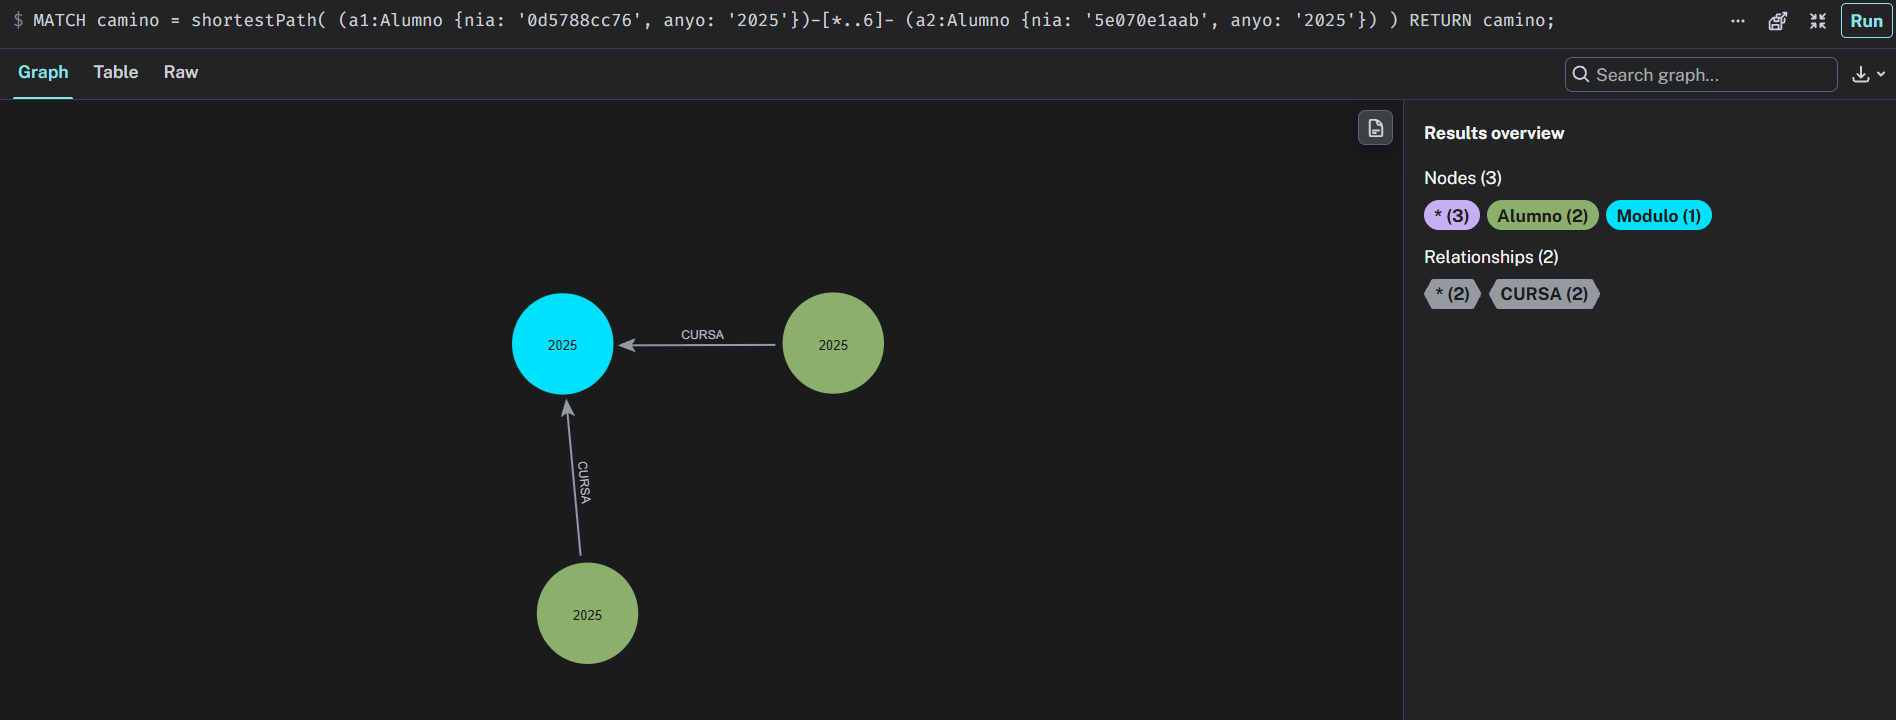 $ MATCH camino = shortestPath( (a1:Alumno {nia: '0d5788cc76', anyo: '2025'})-[*..6]- (a2:Alumno {nia: '5e070e1aab', anyo: '2025'}) ) RETURN camino;
Run
Graph Table Raw
Search graph...
Results overview
Nodes (3)
* (3) Alumno (2) Modulo (1)
Relationships (2)
* (2) CURSA (2)
2025
CURSA
2025
CURSA
2025